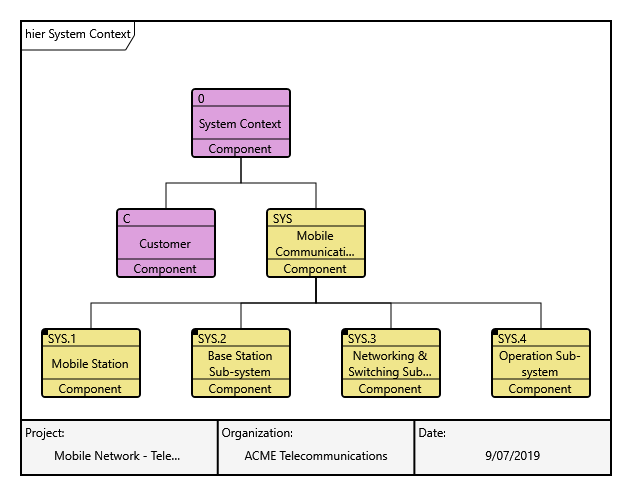 hier System Context
0
System Context
Component
C
Customer
Component
SYS
Mobile
Communicati...
Component
SYS.1
Mobile Station
Component
SYS.2
Base Station
Sub-system
Component
SYS.3
Networking &
Switching Sub...
Component
SYS.4
Operation Sub-
system
Component
Project:
Mobile Network - Tele...
Organization:
ACME Telecommunications
Date:
9/07/2019